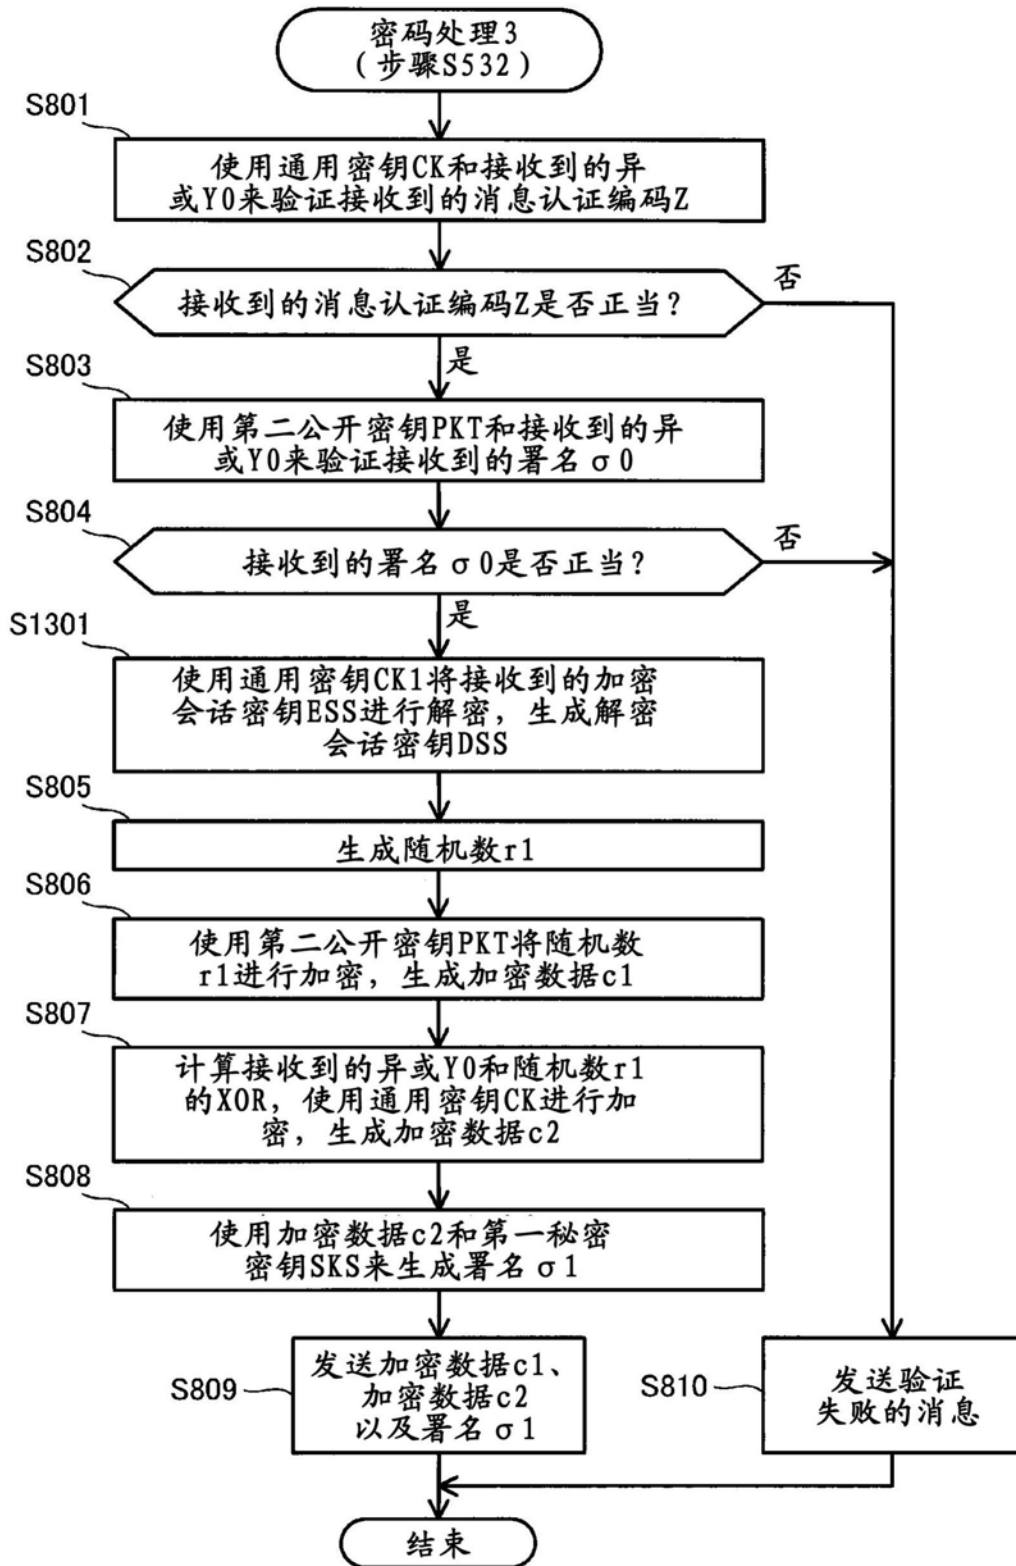 密码处理3
(步骤S532)
S801
使用通用密钥CK和接收到的异
或Y0来验证接收到的消息认证编码Z
S802
接收到的消息认证编码Z是否正当?
否
是
S803
使用第二公开密钥PKT和接收到的异
或Y0来验证接收到的署名σ0
S804
接收到的署名σ0是否正当?
否
是
S1301
使用通用密钥CK1将接收到的加密
会话密钥ESS进行解密，生成解密
会话密钥DSS
S805
生成随机数r1
S806
使用第二公开密钥PKT将随机数
r1进行加密，生成加密数据c1
S807
计算接收到的异或Y0和随机数r1
的XOR，使用通用密钥CK进行加
密，生成加密数据c2
S808
使用加密数据c2和第一秘密
密钥SKS来生成署名σ1
S809
发送加密数据c1、
加密数据c2
以及署名σ1
S810
发送验证
失败的消息
结束